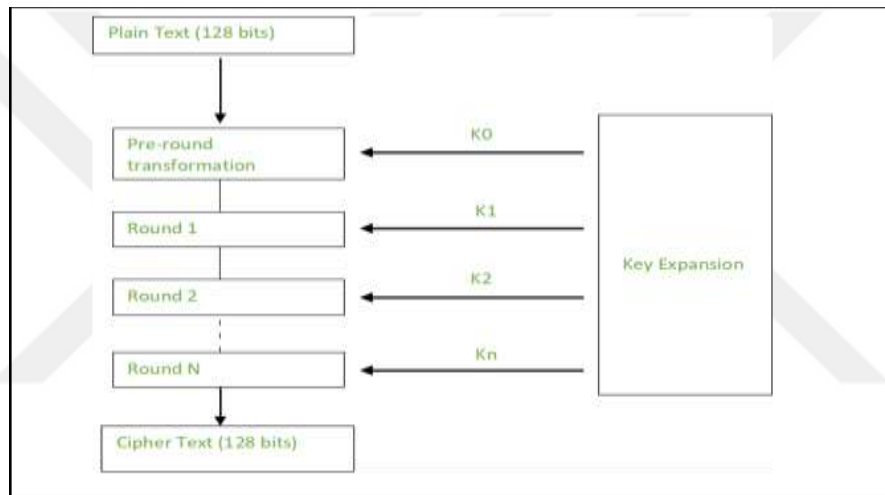 Plain Text (128 bits)
Pre-round
transformation
K0
Round 1
K1
Key Expansion
Round 2
K2
Round N
Kn
Cipher Text (128 bits)